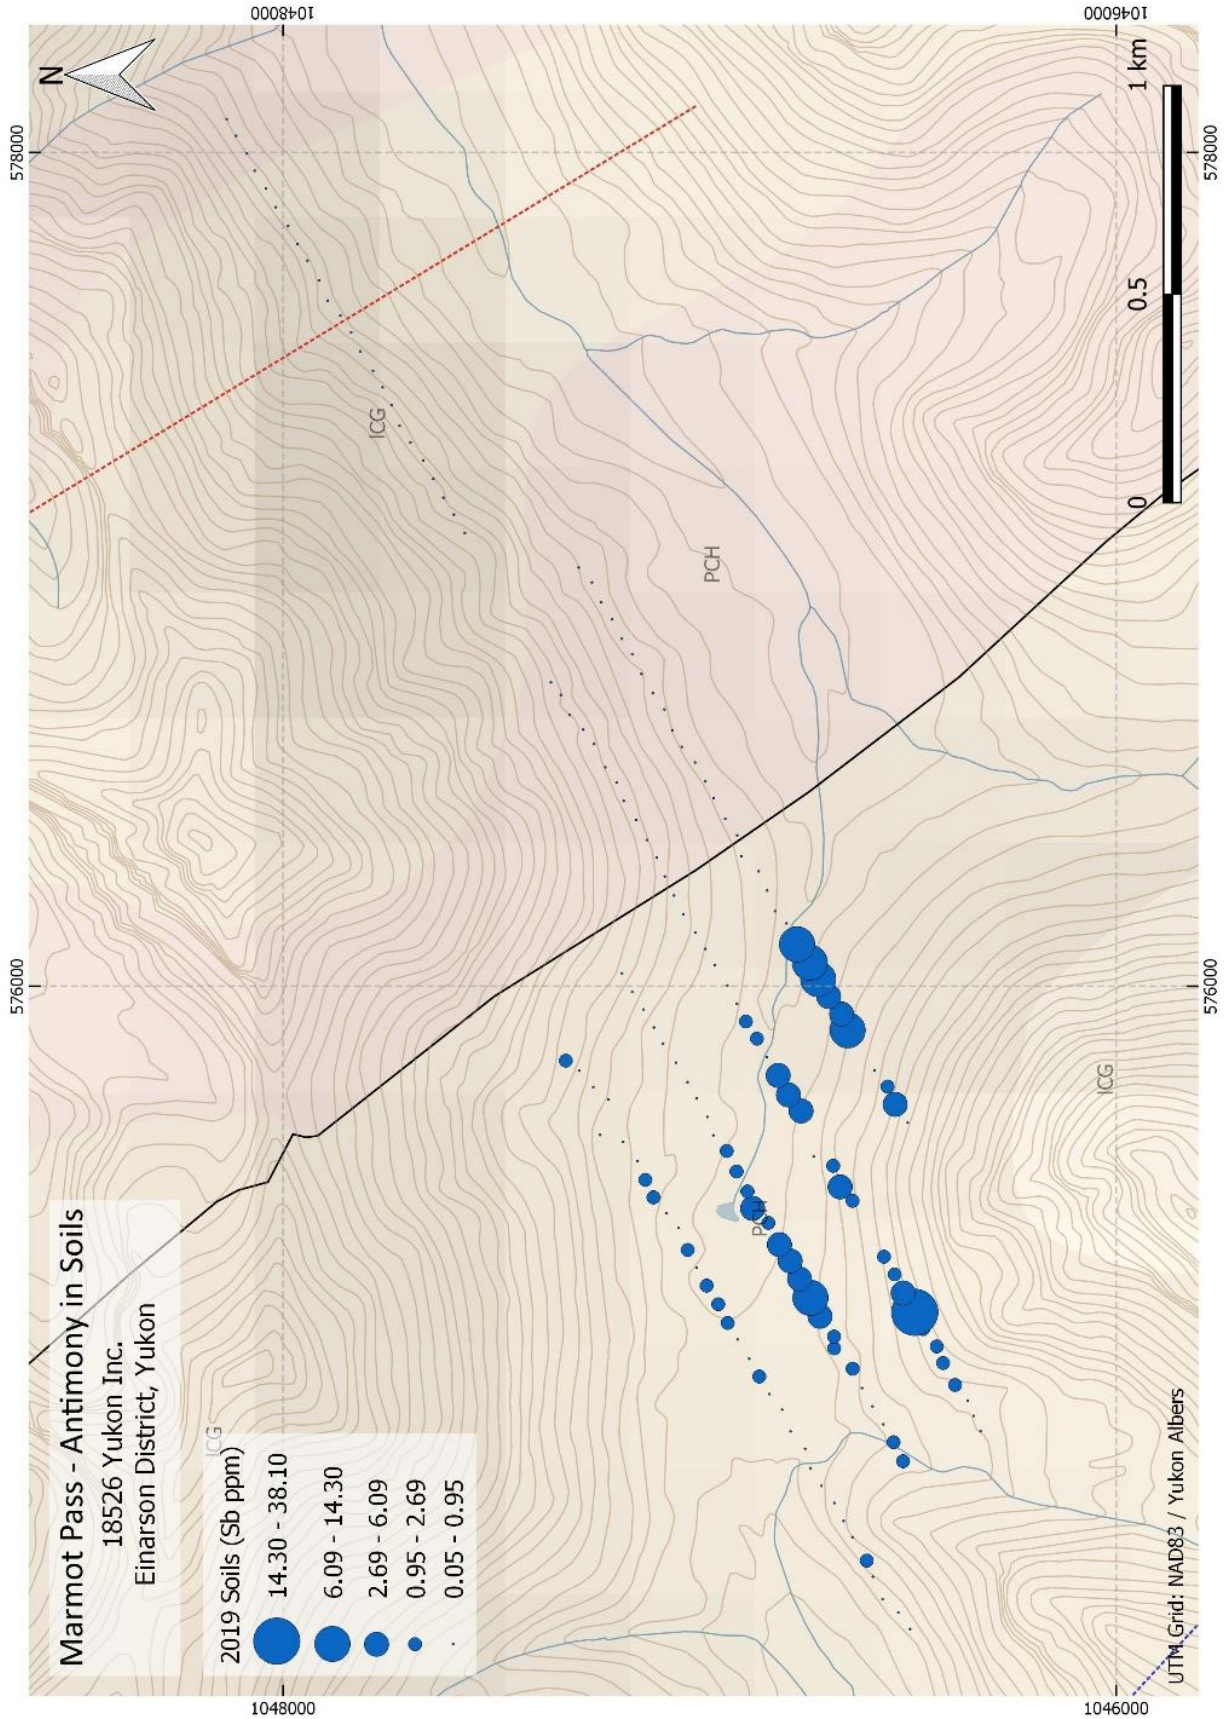 Marmot Pass - Antimony in Soils
18526 Yukon Inc.
Einarson District, Yukon
2019 Soils (Sb ppm)
14.30 - 38.10
6.09 - 14.30
2.69 - 6.09
0.95 - 2.69
0.05 - 0.95
576000
578000
N
1048000
1048000
1046000
1046000
ICG
ICG
PCH
PCH
ICG
576000
578000
0
0.5
1 km
UTM Grid: NAD83 / Yukon Albers